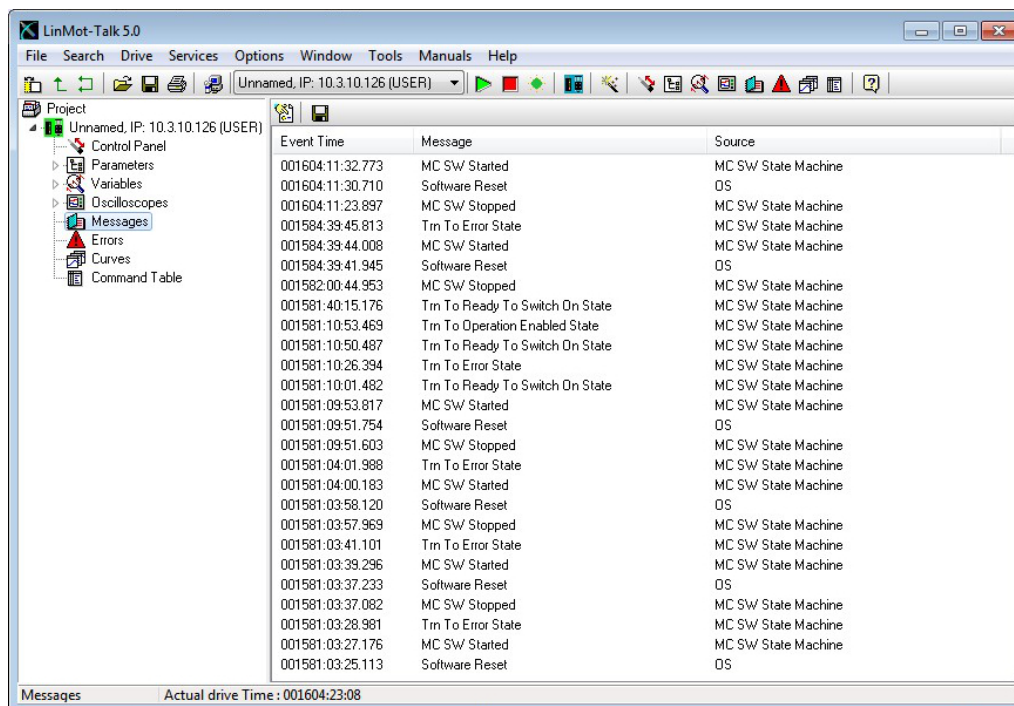 LinMot-Talk 5.0
File Search Drive Services Options Window Tools Manuals Help
Unnamed, IP: 10.3.10.126 (USER)
Project
Unnamed, IP: 10.3.10.126 (USER)
Control Panel
Parameters
Variables
Oscilloscopes
Messages
Errors
Curves
Command Table
Event Time Message Source
001604:11:32.773 MC SW Started MC SW State Machine
001604:11:30.710 Software Reset OS
001604:11:23.897 MC SW Stopped MC SW State Machine
001584:39:45.813 Trn To Error State MC SW State Machine
001584:39:44.008 MC SW Started MC SW State Machine
001584:39:41.945 Software Reset OS
001582:00:44.953 MC SW Stopped MC SW State Machine
001581:40:15.176 Trn To Ready To Switch On State MC SW State Machine
001581:10:53.469 Trn To Operation Enabled State MC SW State Machine
001581:10:50.487 Trn To Ready To Switch On State MC SW State Machine
001581:10:26.394 Trn To Error State MC SW State Machine
001581:10:01.482 Trn To Ready To Switch On State MC SW State Machine
001581:09:53.817 MC SW Started MC SW State Machine
001581:09:51.754 Software Reset OS
001581:09:51.603 MC SW Stopped MC SW State Machine
001581:04:01.988 Trn To Error State MC SW State Machine
001581:04:00.183 MC SW Started MC SW State Machine
001581:03:58.120 Software Reset OS
001581:03:57.969 MC SW Stopped MC SW State Machine
001581:03:41.101 Trn To Error State MC SW State Machine
001581:03:39.296 MC SW Started MC SW State Machine
001581:03:37.233 Software Reset OS
001581:03:37.082 MC SW Stopped MC SW State Machine
001581:03:28.981 Trn To Error State MC SW State Machine
001581:03:27.176 MC SW Started MC SW State Machine
001581:03:25.113 Software Reset OS
Messages Actual drive Time : 001604:23:08